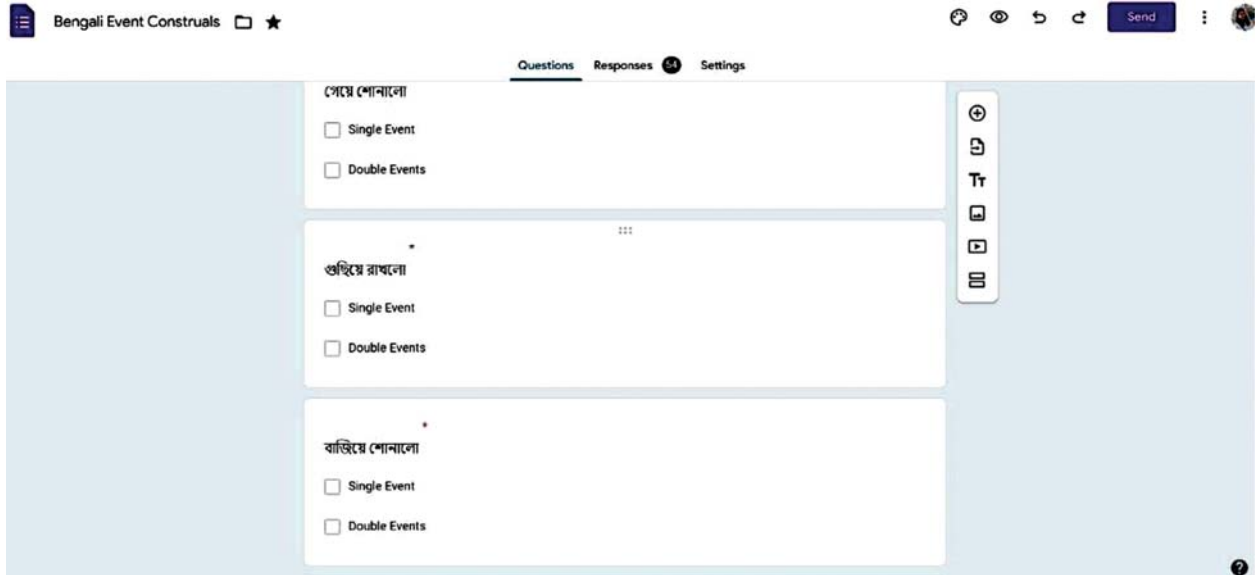 Bengali Event Construals
Send
Questions Responses 54 Settings
গেয়ে শোনালো
Single Event
Double Events
*
গুছিয়ে রাখলো
Single Event
Double Events
*
বাজিয়ে শোনালো
Single Event
Double Events